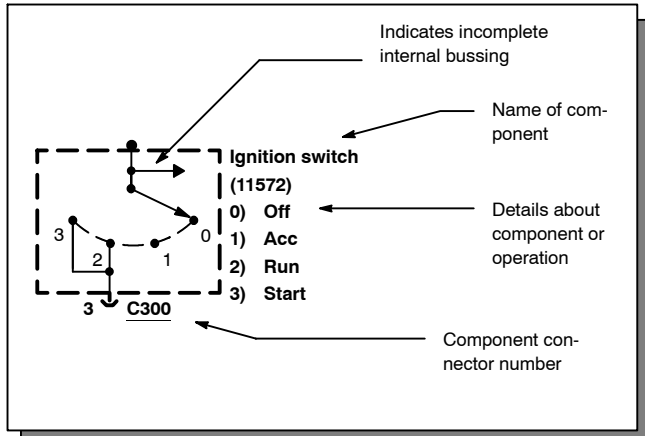 Indicates incomplete
internal bussing
Name of com-
ponent
Ignition switch
(11572)
0) Off
1) Acc
2) Run
3) Start
Details about
component or
operation
3
2
1
0
3 C300
Component con-
nector number